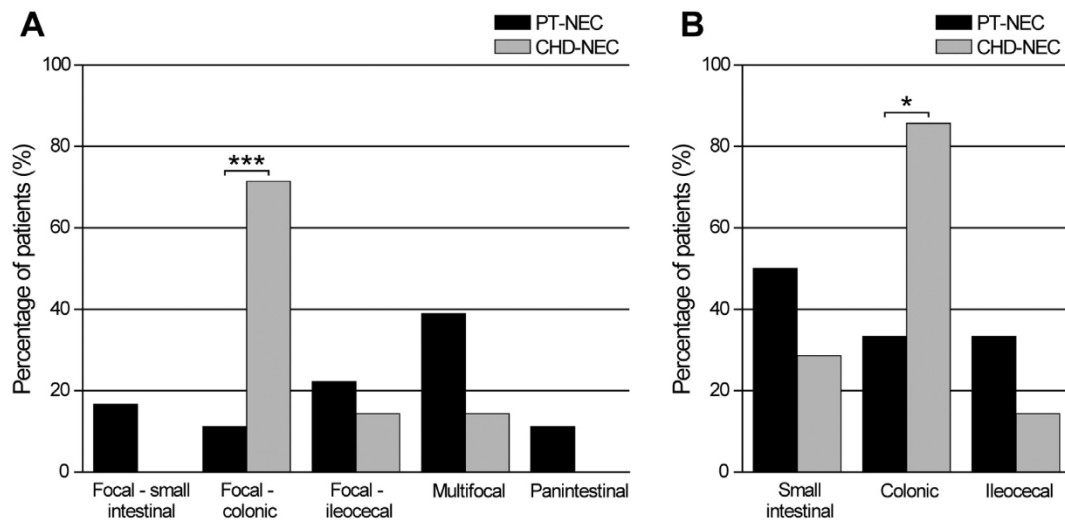 A
PT-NEC
CHD-NEC
Percentage of patients (%)
100
80
60
40
20
0
***
Focal - small
intestinal
Focal -
colonic
Focal -
ileocecal
Multifocal
Panintestinal
B
PT-NEC
CHD-NEC
Percentage of patients (%)
100
80
60
40
20
0
*
Small
intestinal
Colonic
Ileocecal